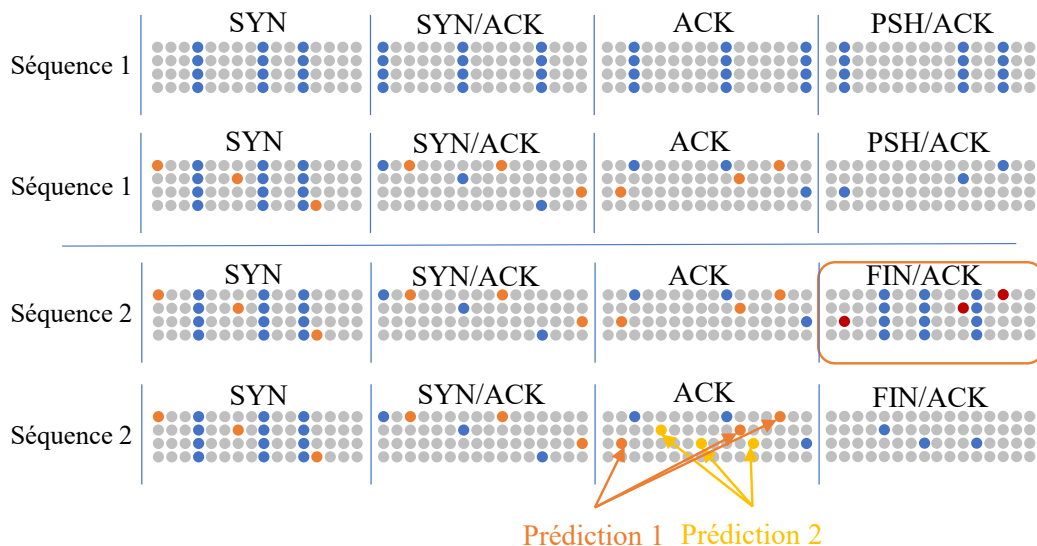 SYN SYN/ACK ACK PSH/ACK
Séquence 1
SYN SYN/ACK ACK PSH/ACK
Séquence 1
SYN SYN/ACK ACK FIN/ACK
Séquence 2
SYN SYN/ACK ACK FIN/ACK
Séquence 2
Prédiction 1 Prédiction 2